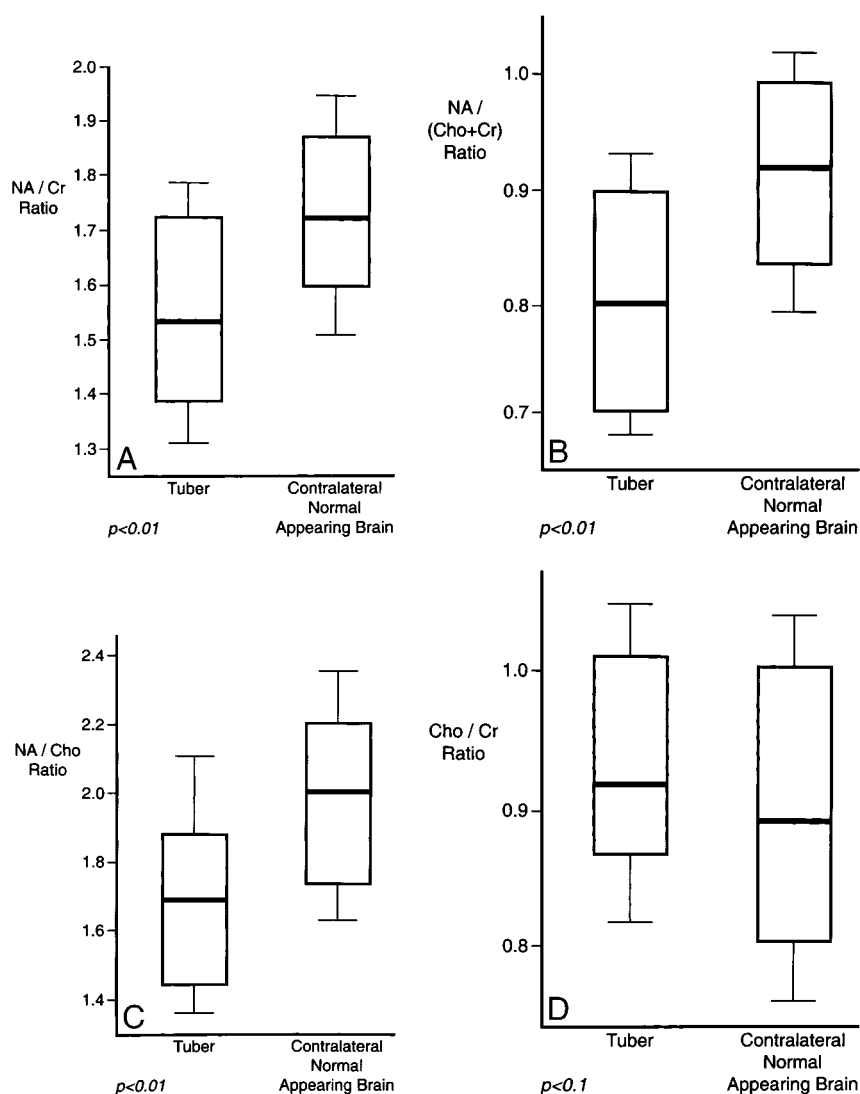 2.0
1.9
1.8
1.7
1.6
1.5
1.4
1.3
NA / Cr
Ratio
A
Tuber
Contralateral
Normal
Appearing Brain
p<0.01
1.0
0.9
0.8
0.7
NA /
(Cho+Cr)
Ratio
B
Tuber
Contralateral
Normal
Appearing Brain
p<0.01
2.4
2.2
2.0
1.8
1.6
1.4
NA / Cho
Ratio
C
Tuber
Contralateral
Normal
Appearing Brain
p<0.01
1.0
0.9
0.8
Cho / Cr
Ratio
D
Tuber
Contralateral
Normal
Appearing Brain
p<0.1